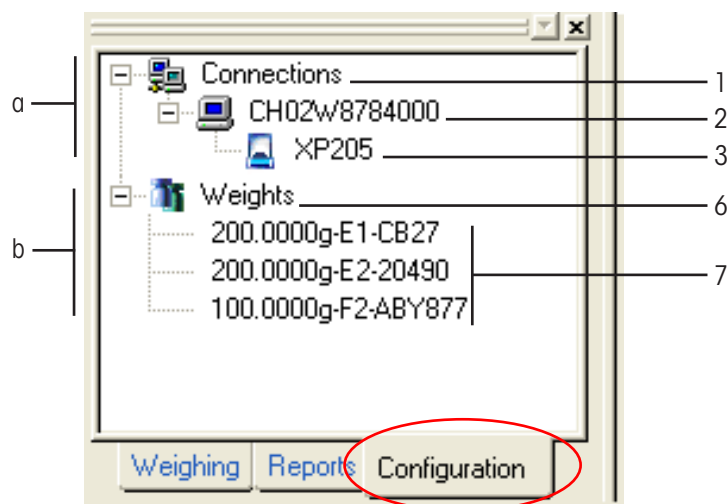 a
Connections 1
CH02W8784000 2
XP205 3
b
Weights 6
200.0000g-E1-CB27
200.0000g-E2-20490 7
100.0000g-F2-ABY877
Weighing Reports Configuration